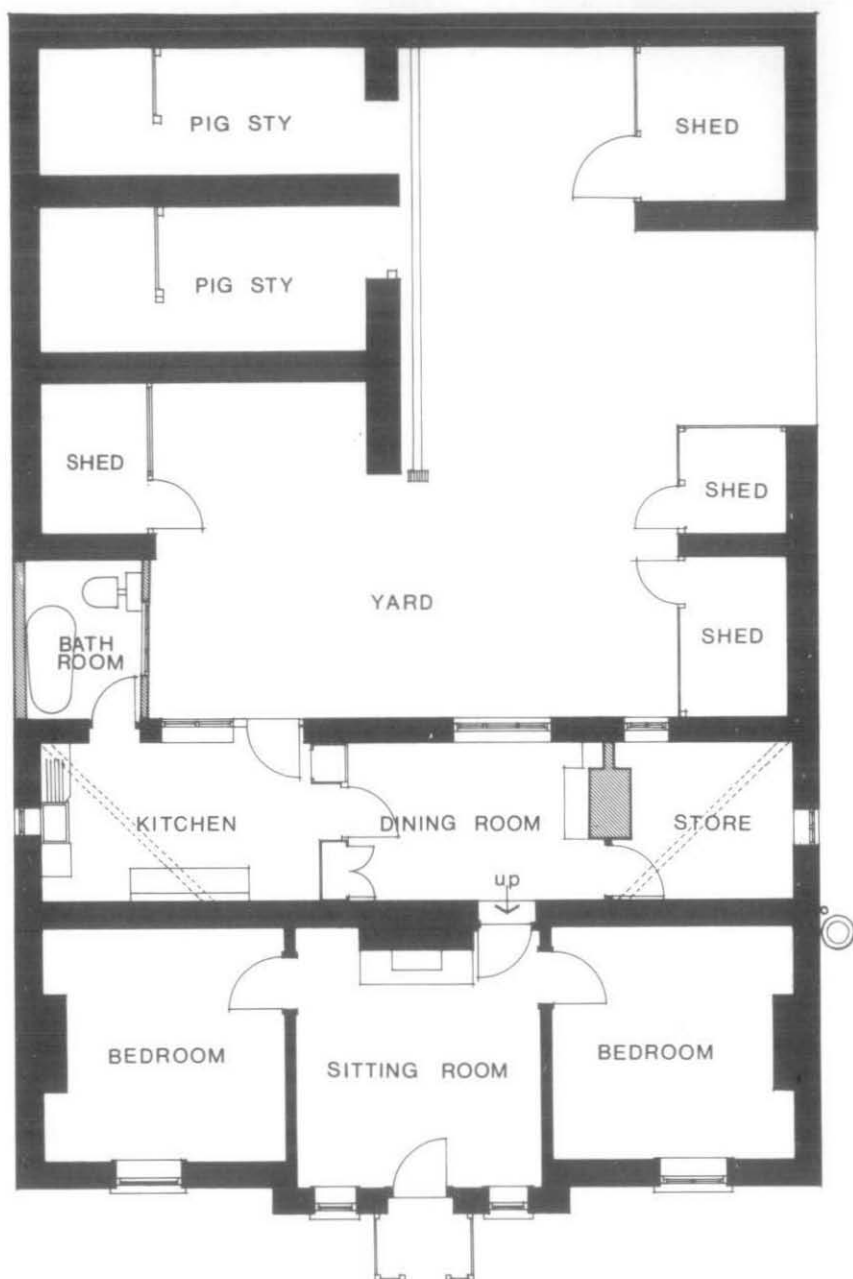 PIG STY
SHED
PIG STY
SHED
SHED
YARD
SHED
BATH
ROOM
KITCHEN
DINING ROOM
STORE
up
BEDROOM
SITTING ROOM
BEDROOM